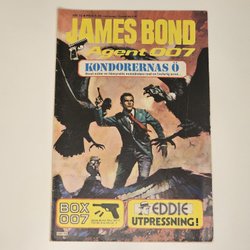 JAMES BOND
Agent 007
KONDORERNAS Ö
BOX
007
EDDIE
UTPRESSNING!